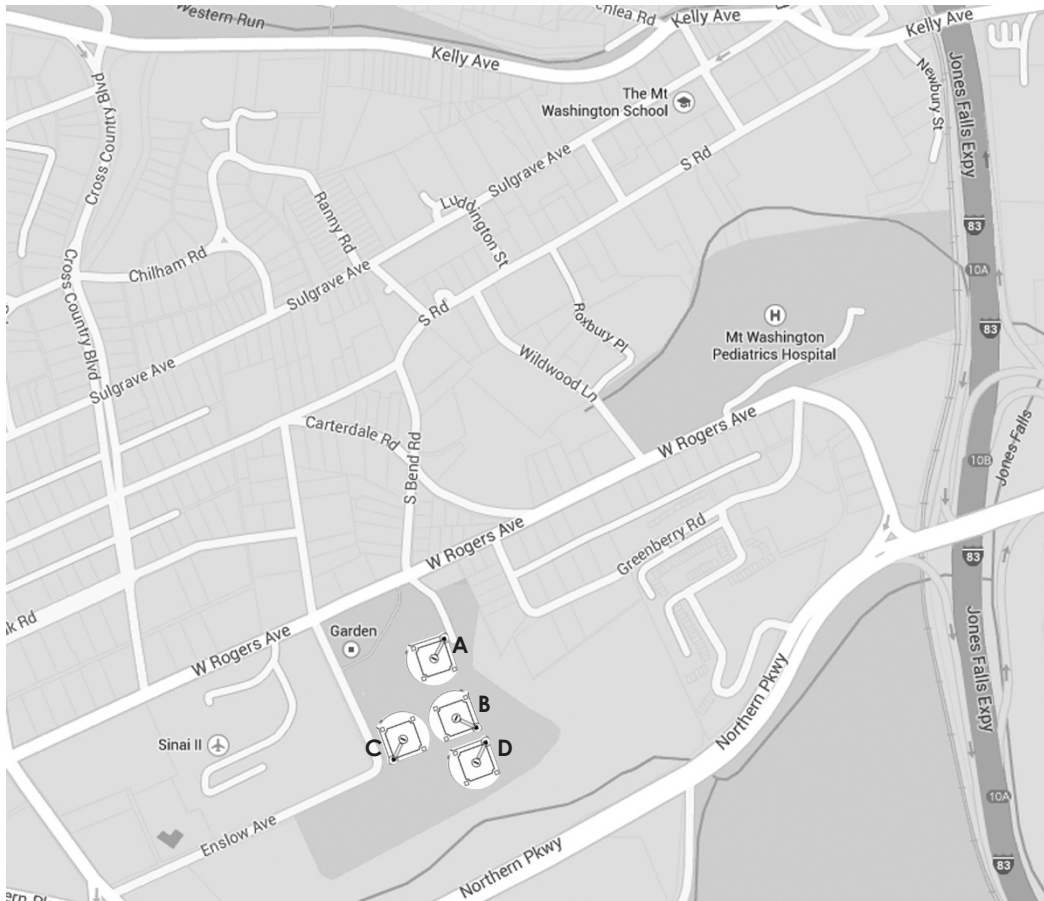 Western Run
nlea Rd
Kelly Ave
Kelly Ave
Kelly Ave
Cross Country Blvd
The Mt
Washington School
Newbury St
Jones Falls Expy
Sulgrave Ave
S Rd
Ranny Rd
Luddington St
83
10A
Chilham Rd
Cross Country Blvd
Sulgrave Ave
S Rd
Roxbury Pl
H
Mt Washington
Pediatrics Hospital
83
Sulgrave Ave
Wildwood Ln
Carterdale Rd
S Bend Rd
W Rogers Ave
10B
Jones Falls
W Rogers Ave
Greenberry Rd
83
nk Rd
W Rogers Ave
Garden
A
B
C
D
Sinai II
Northern Pkwy
Jones Falls Expy
10A
Enslow Ave
Northern Pkwy
83
ern P